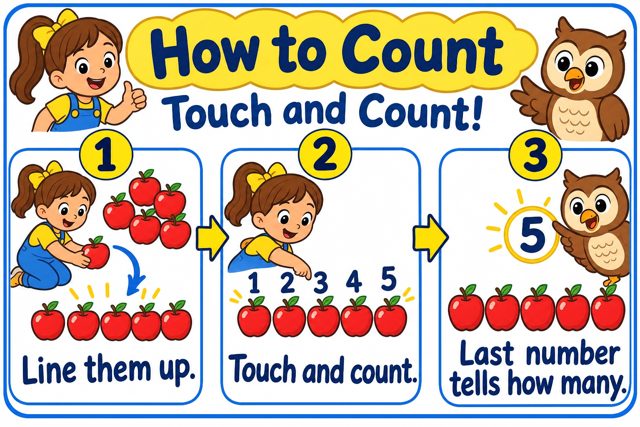 How to Count
Touch and Count!
1
2
3
Line them up.
1 2 3 4 5
Touch and count.
5
Last number
tells how many.